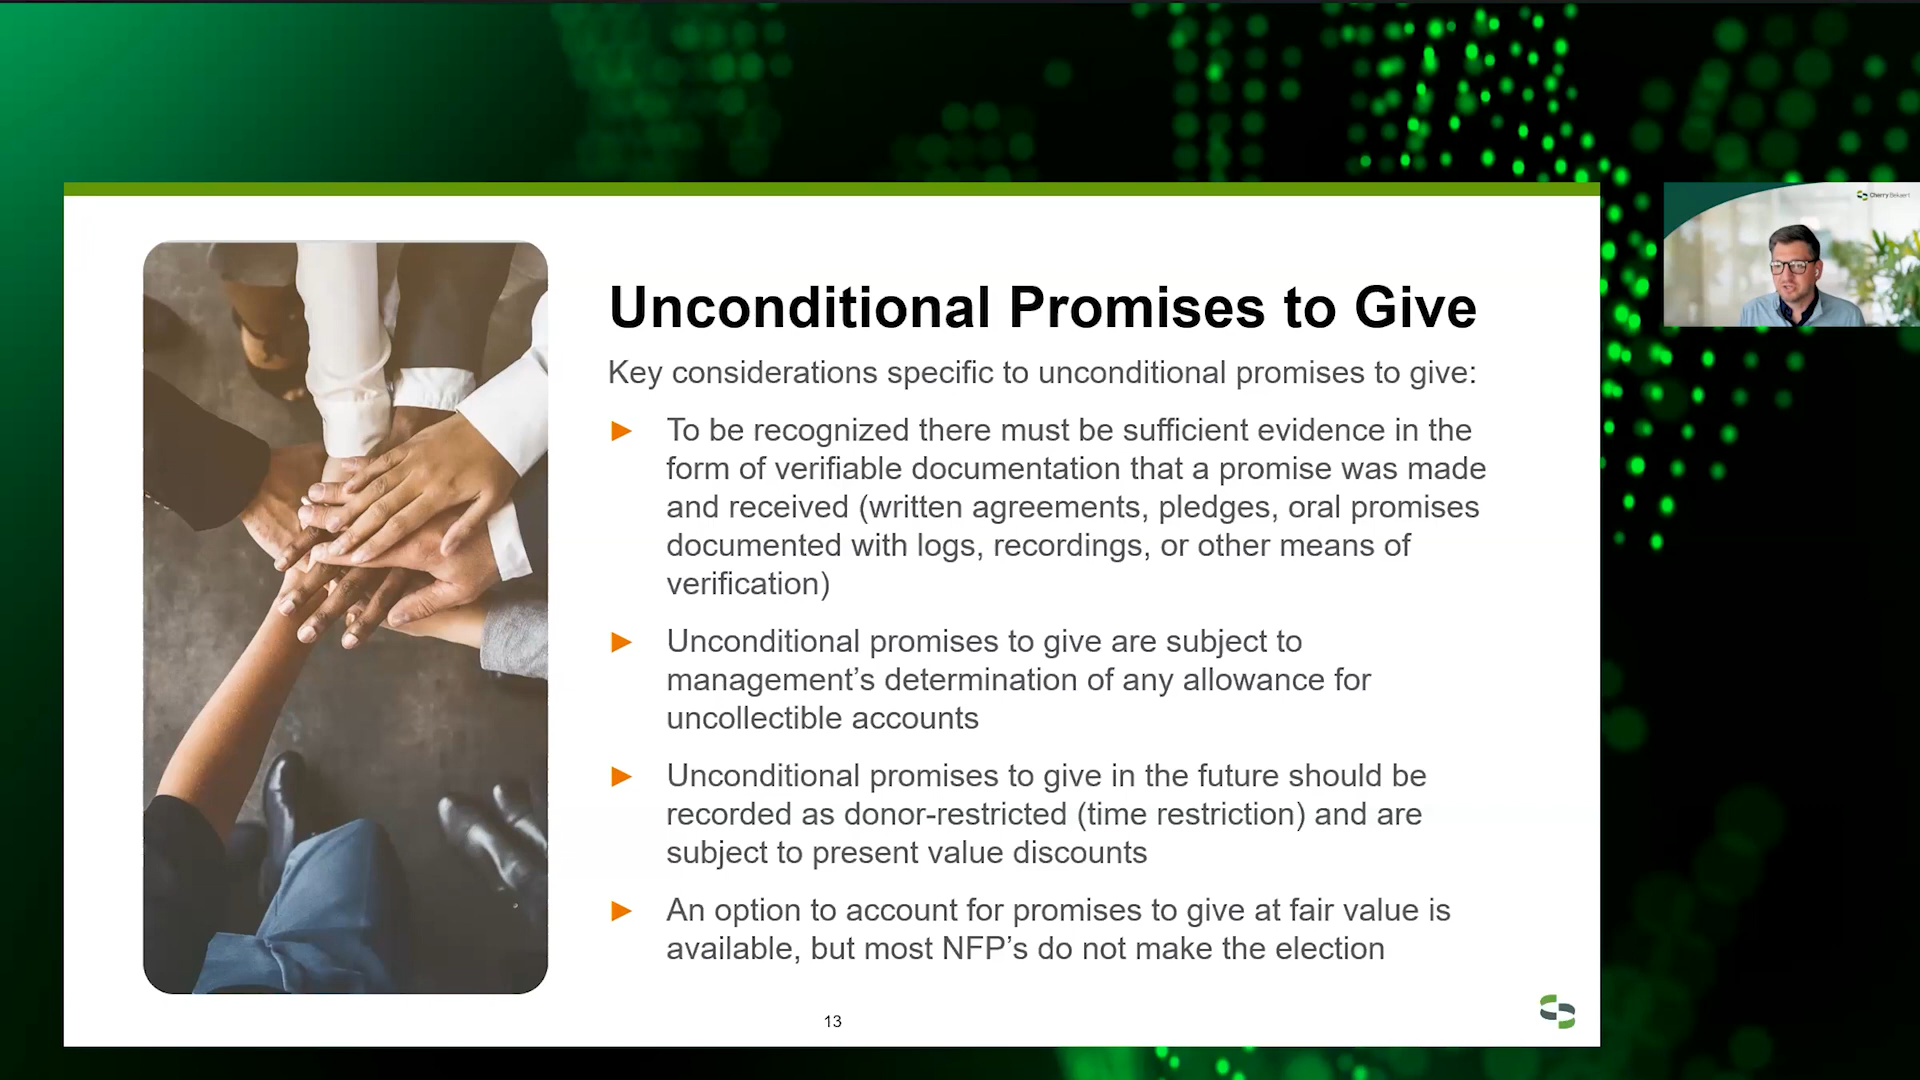 Cherry Bekaert
Unconditional Promises to Give
Key considerations specific to unconditional promises to give:
To be recognized there must be sufficient evidence in the
form of verifiable documentation that a promise was made
and received (written agreements, pledges, oral promises
documented with logs, recordings, or other means of
verification)
Unconditional promises to give are subject to
management’s determination of any allowance for
uncollectible accounts
Unconditional promises to give in the future should be
recorded as donor-restricted (time restriction) and are
subject to present value discounts
An option to account for promises to give at fair value is
available, but most NFP’s do not make the election
13